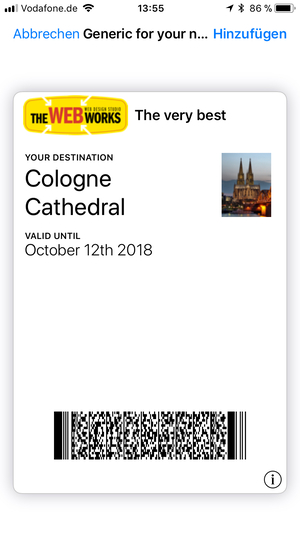 Vodafone.de 13:55 86 %
Abbrechen Generic for your n... Hinzufügen
WEB DESIGN STUDIO
THE WEB WORKS The very best
YOUR DESTINATION
Cologne
Cathedral
VALID UNTIL
October 12th 2018